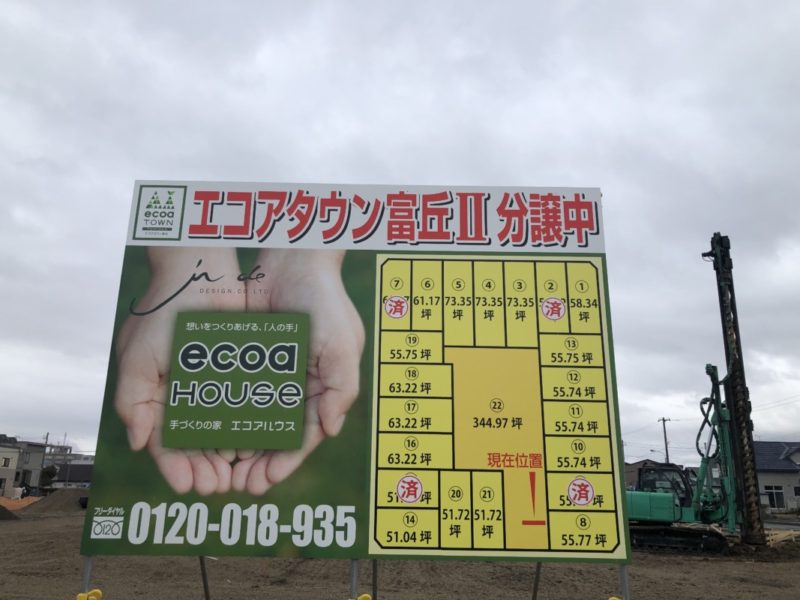 ecoa
TOWN
エコアタウン富丘Ⅱ分譲中
in de
DESIGN.CO.LTD
想いをつくりあげる、「人の手」
ecoa
HOUSE
手づくりの家 エコアハウス
フリーダイヤル
0120
0120-018-935
⑦
済
坪
⑥
61.17
坪
⑤
73.35
坪
④
73.35
坪
③
73.35
坪
②
済
坪
①
58.34
坪
⑲
55.75 坪
⑱
63.22 坪
⑰
63.22 坪
⑯
63.22 坪
済
坪
⑭
51.04 坪
⑳
51.72
坪
㉑
51.72
坪
㉒
344.97 坪
現在位置
⑬
55.75 坪
⑫
55.74 坪
⑪
55.74 坪
⑩
55.74 坪
済
⑧
55.77 坪